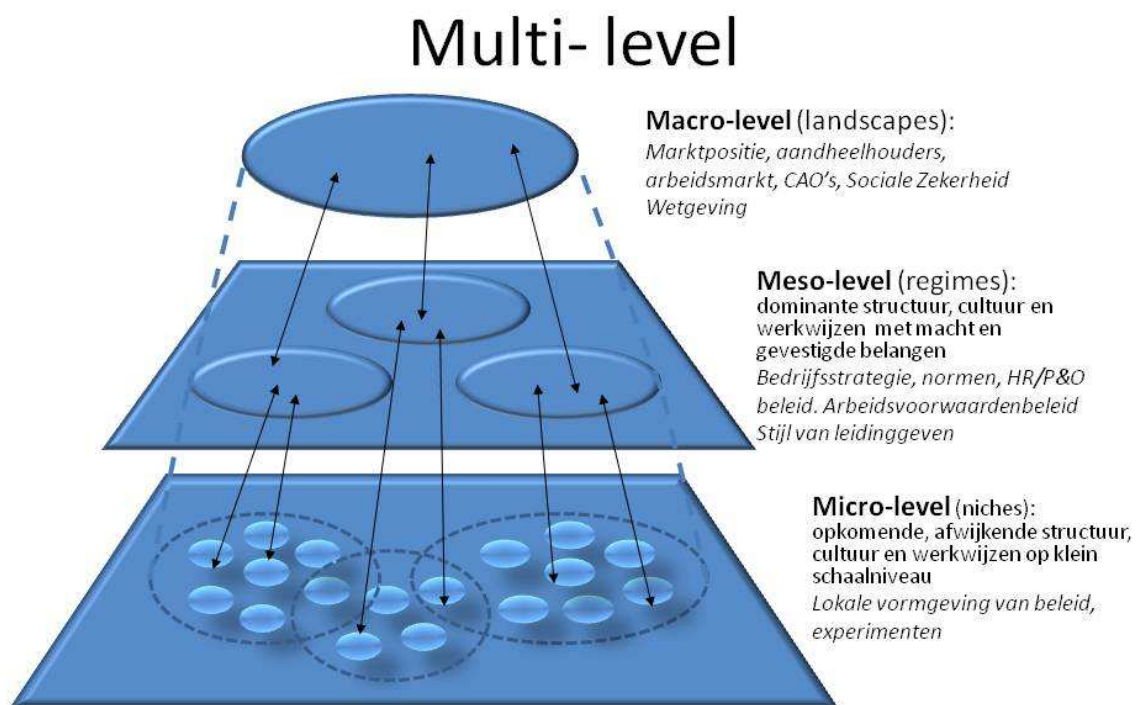 Multi- level
Macro-level (landscapes):
Marktpositie, aandheelhouders,
arbeidsmarkt, CAO's, Sociale Zekerheid
Wetgeving
Meso-level (regimes):
dominante structuur, cultuur en
werkwijzen met macht en
gevestigde belangen
Bedrijfsstrategie, normen, HR/P&O
beleid. Arbeidsvoorwaardenbeleid
Stijl van leidinggeven
Micro-level (niches):
opkomende, afwijkende structuur,
cultuur en werkwijzen op klein
schaalniveau
Lokale vormgeving van beleid,
experimenten